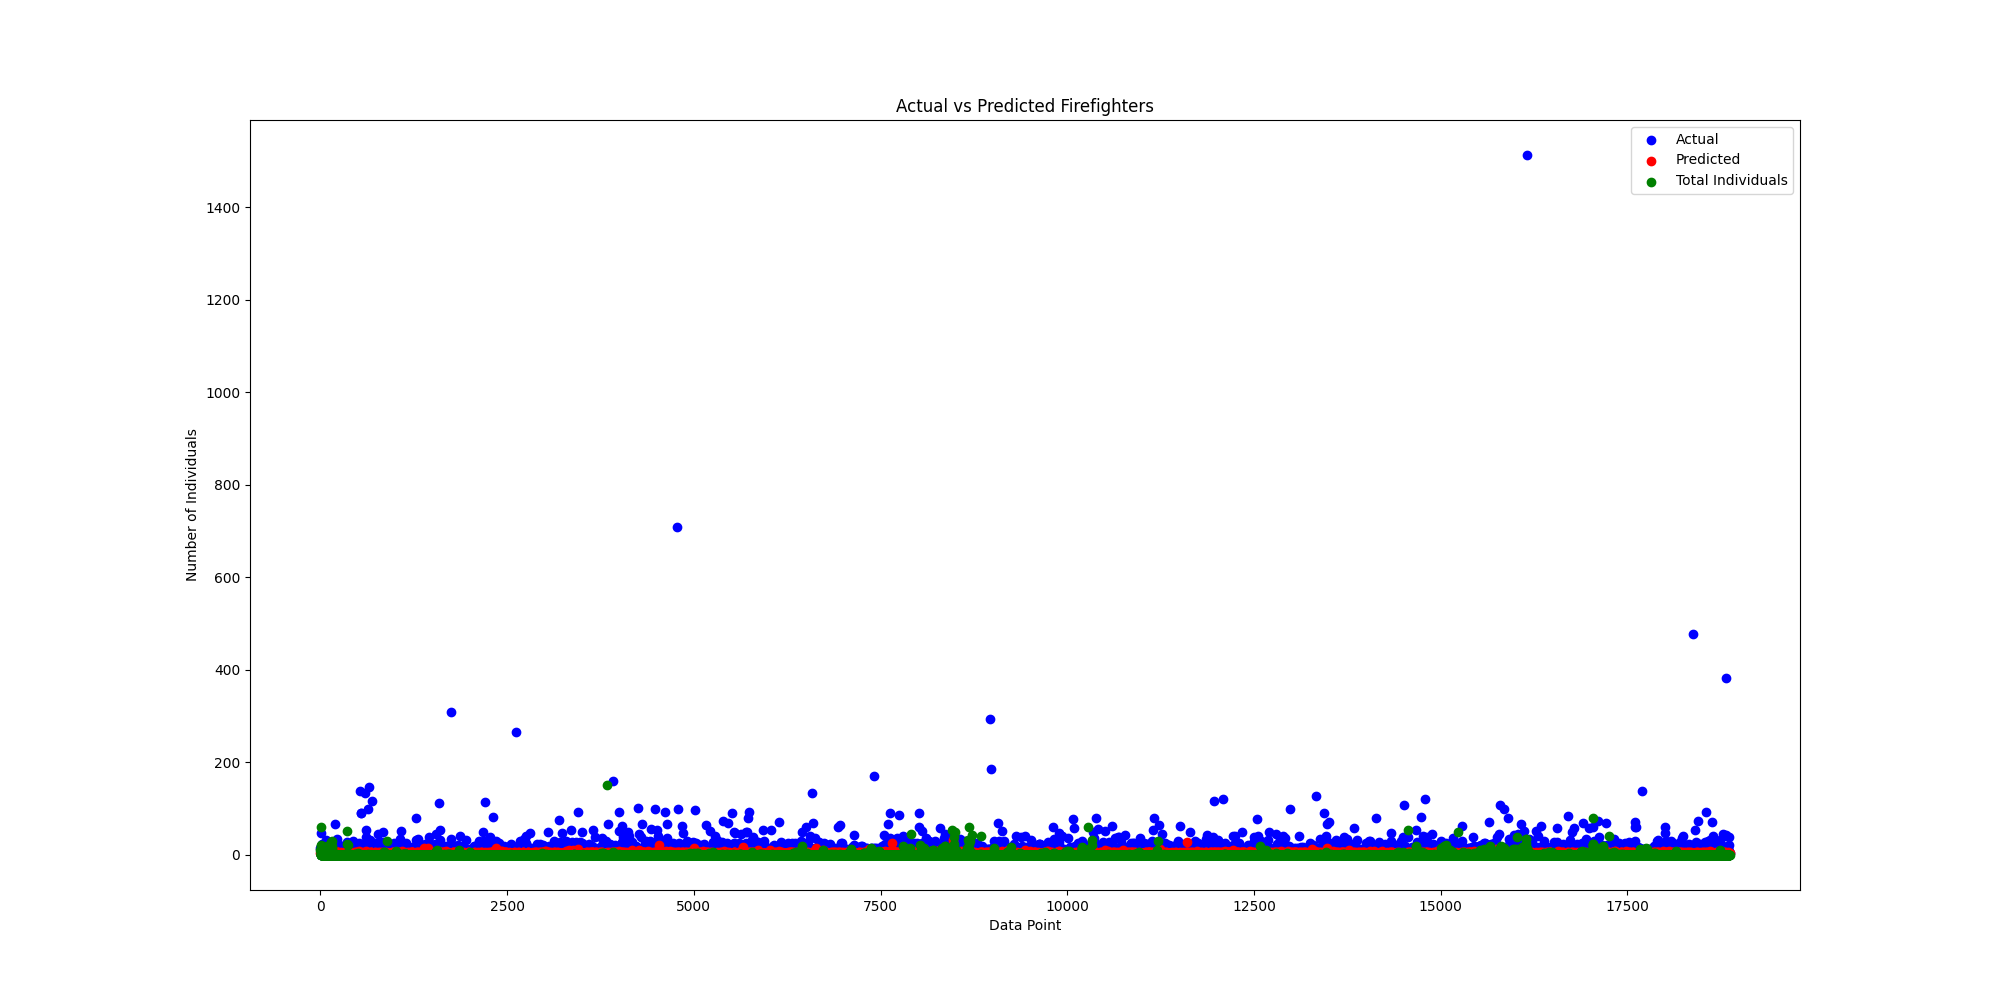 Actual vs Predicted Firefighters
Actual
Predicted
Total Individuals
1400
1200
1000
800
600
400
200
0
Number of Individuals
0 2500 5000 7500 10000 12500 15000 17500
Data Point